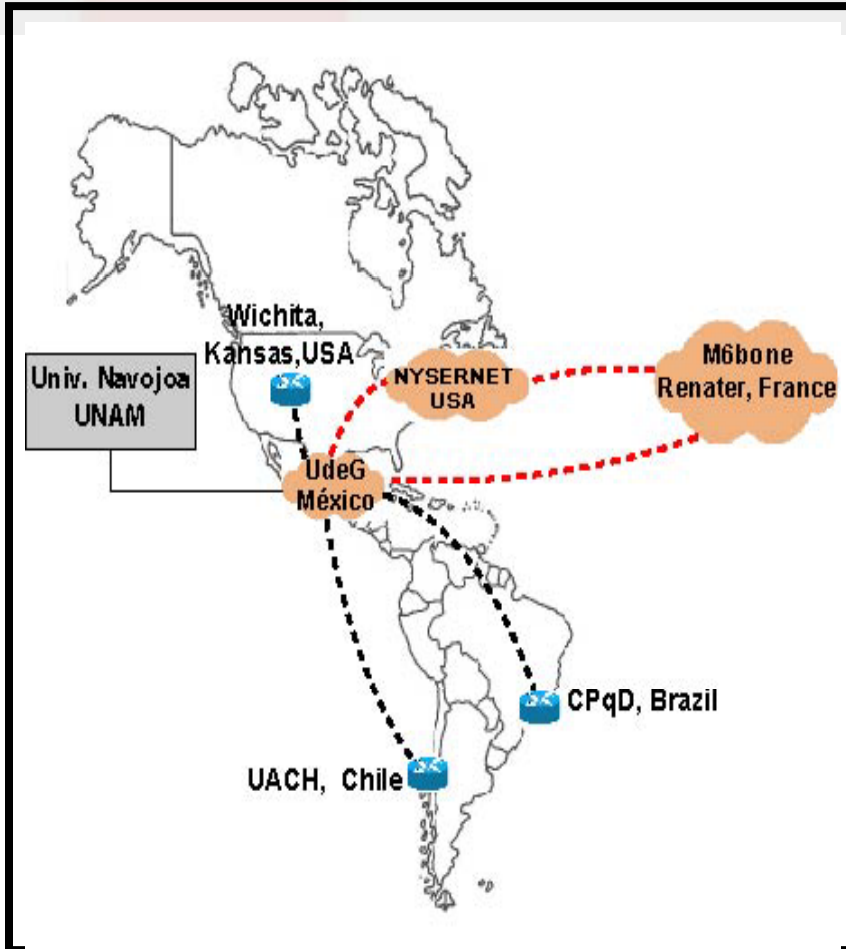 Wichita,
Kansas,USA
Univ. Navojoa
UNAM
NYSERNET
USA
M6bone
Renater, France
UdeG
México
CPqD, Brazil
UACH, Chile